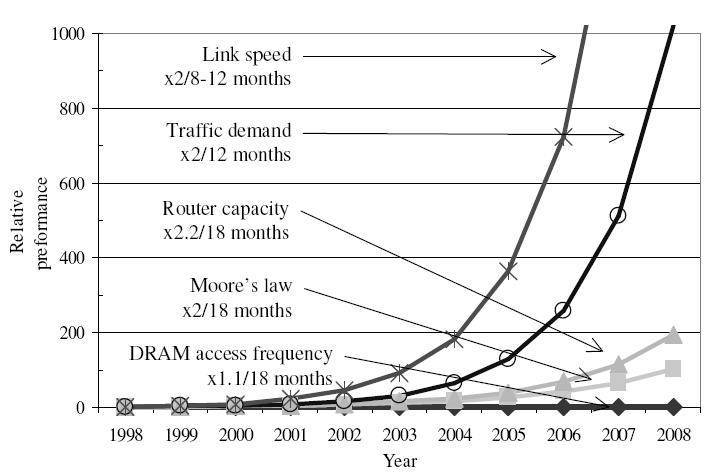 1000
Link speed
x2/8-12 months
800
Traffic demand
x2/12 months
600
Router capacity
x2.2/18 months
400
Moore's law
x2/18 months
200
DRAM access frequency
x1.1/18 months
0
Relative
preformance
1998 1999 2000 2001 2002 2003 2004 2005 2006 2007 2008
Year